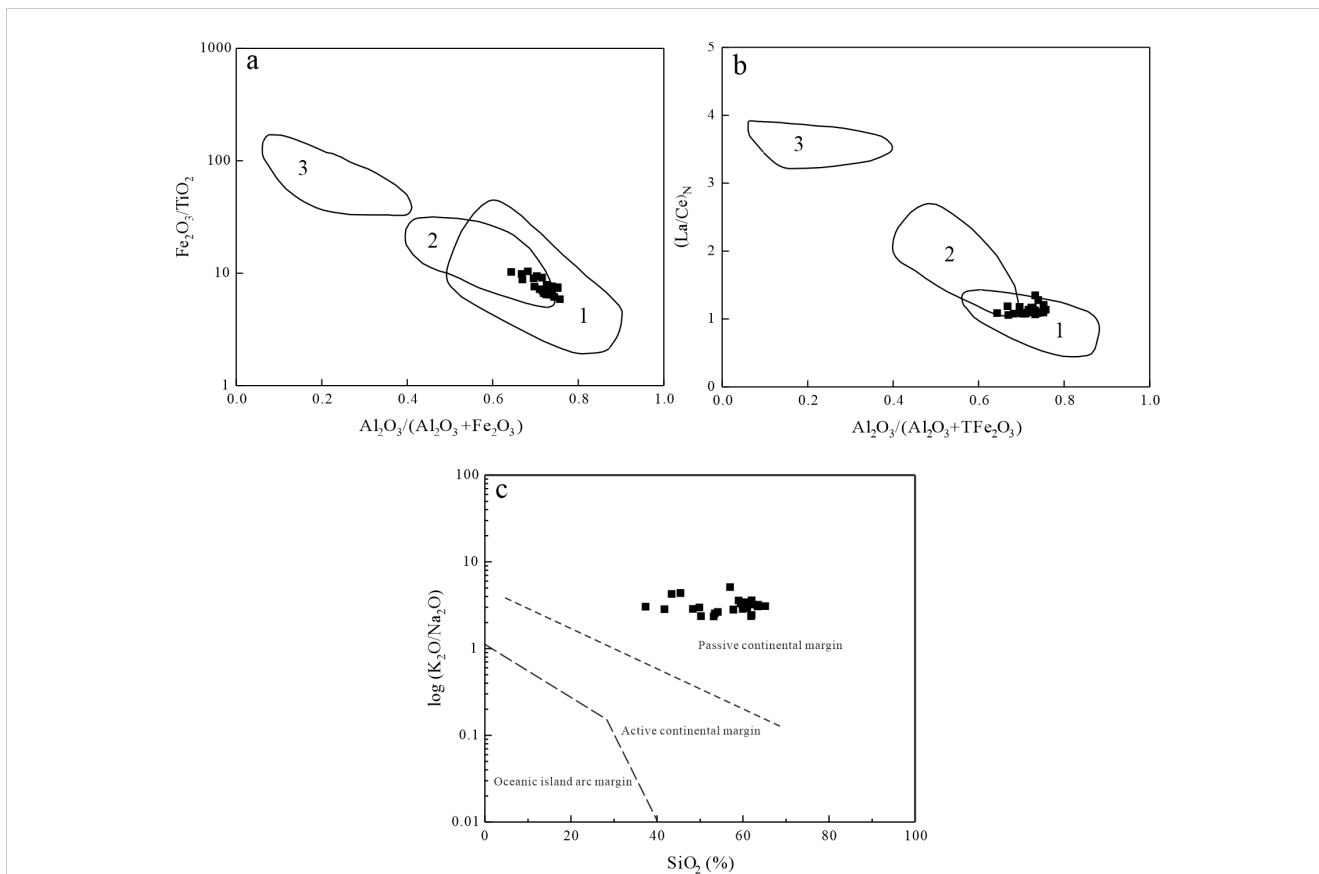 a
1000
100
10
1
Fe₂O₃/TiO₂
3
2
1
0.0 0.2 0.4 0.6 0.8 1.0
Al₂O₃/(Al₂O₃+Fe₂O₃)
b
5
4
3
2
1
0
(La/Ce)N
3
2
1
0.0 0.2 0.4 0.6 0.8 1.0
Al₂O₃/(Al₂O₃+TFe₂O₃)
c
100
10
1
0.1
0.01
log (K₂O/Na₂O)
Passive continental margin
Active continental margin
Oceanic island arc margin
0 20 40 60 80 100
SiO₂ (%)